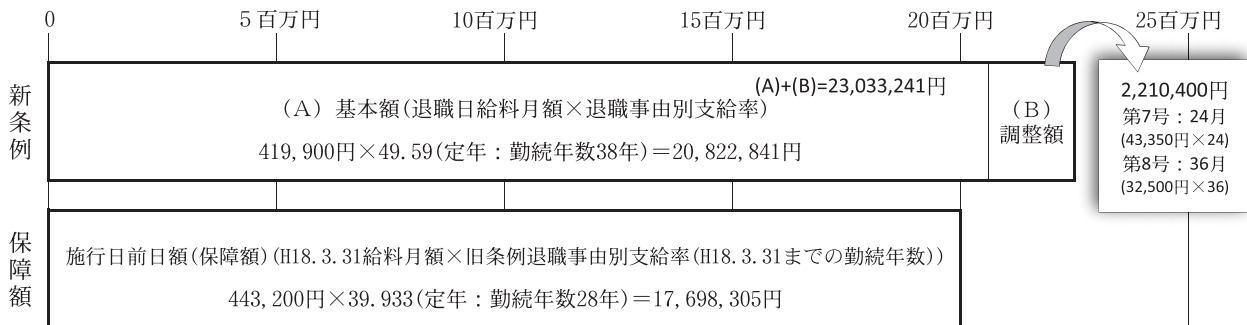 0 5百万円 10百万円 15百万円 20百万円 25百万円
新条例
(A)+(B)=23,033,241円
(A) 基本額(退職日給料月額×退職事由別支給率)
419,900円×49.59(定年:勤続年数38年)=20,822,841円
(B)
調整額
2,210,400円
第7号:24月
(43,350円×24)
第8号:36月
(32,500円×36)
保障額
施行日前日額(保障額)(H18.3.31給料月額×旧条例退職事由別支給率(H18.3.31までの勤続年数))
443,200円×39.933(定年:勤続年数28年)=17,698,305円